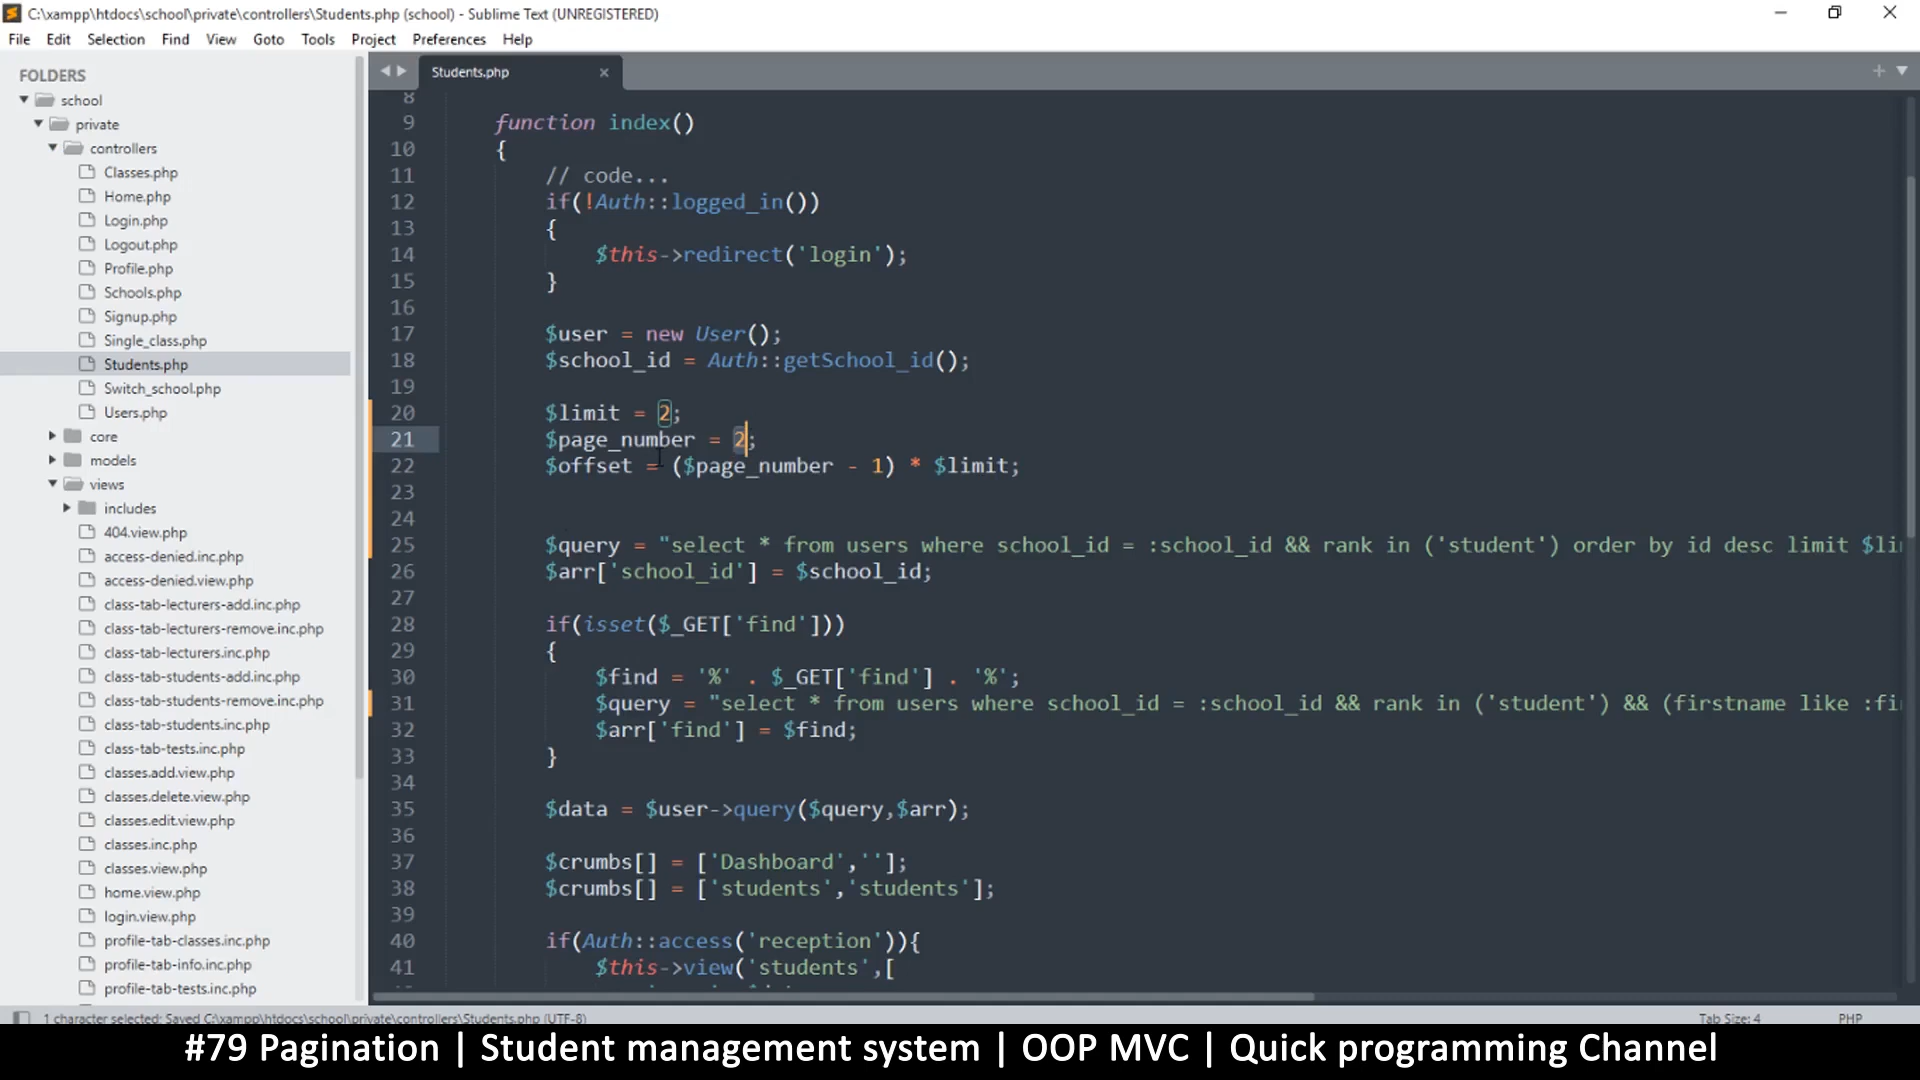 C:\xampp\htdocs\school\private\controllers\Students.php (school) - Sublime Text (UNREGISTERED)
File Edit Selection Find View Goto Tools Project Preferences Help
FOLDERS
school
private
controllers
Classes.php
Home.php
Login.php
Logout.php
Profile.php
Schools.php
Signup.php
Single_class.php
Students.php
Switch_school.php
Users.php
core
models
views
includes
404.view.php
access-denied.inc.php
access-denied.view.php
class-tab-lecturers-add.inc.php
class-tab-lecturers-remove.inc.php
class-tab-lecturers.inc.php
class-tab-students-add.inc.php
class-tab-students-remove.inc.php
class-tab-students.inc.php
class-tab-tests.inc.php
classes.add.view.php
classes.delete.view.php
classes.edit.view.php
classes.inc.php
classes.view.php
home.view.php
login.view.php
profile-tab-classes.inc.php
profile-tab-info.inc.php
profile-tab-tests.inc.php
Students.php
8
9 function index()
10 {
11 // code...
12 if(!Auth::logged_in())
13 {
14 $this->redirect('login');
15 }
16
17 $user = new User();
18 $school_id = Auth::getSchool_id();
19
20 $limit = 2;
21 $page_number = 2;
22 $offset = ($page_number - 1) * $limit;
23
24
25 $query = "select * from users where school_id = :school_id && rank in ('student') order by id desc limit $li
26 $arr['school_id'] = $school_id;
27
28 if(isset($_GET['find']))
29 {
30 $find = '%' . $_GET['find'] . '%';
31 $query = "select * from users where school_id = :school_id && rank in ('student') && (firstname like :fi
32 $arr['find'] = $find;
33 }
34
35 $data = $user->query($query,$arr);
36
37 $crumbs[] = ['Dashboard',''];
38 $crumbs[] = ['students','students'];
39
40 if(Auth::access('reception')){
41 $this->view('students',[
1 character selected: Saved C:\xampp\htdocs\school\private\controllers\Students.php (UTF-8)
Tab Size: 4 PHP
#79 Pagination | Student management system | OOP MVC | Quick programming Channel